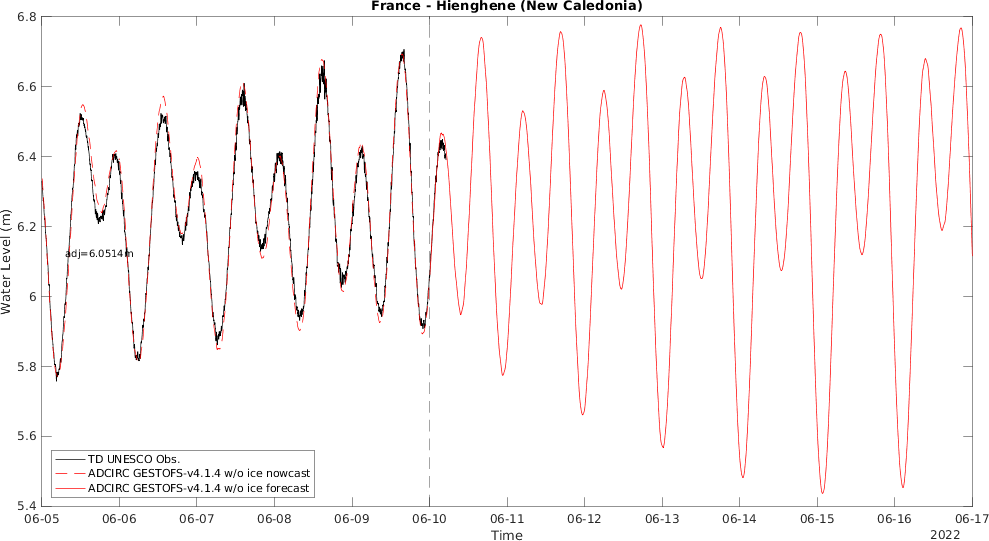 France - Hienghene (New Caledonia)
6.8
6.6
6.4
6.2
6
5.8
5.6
5.4
Water Level (m)
adj=6.0514m
TD UNESCO Obs.
ADCIRC GESTOFS-v4.1.4 w/o ice nowcast
ADCIRC GESTOFS-v4.1.4 w/o ice forecast
06-05 06-06 06-07 06-08 06-09 06-10 06-11 06-12 06-13 06-14 06-15 06-16 06-17
Time
2022